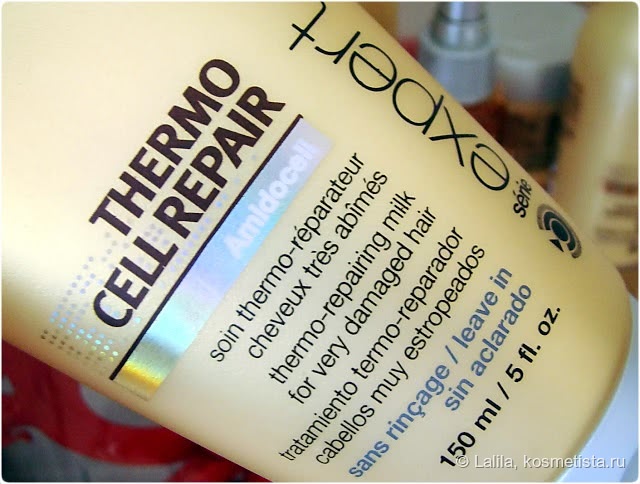 série
expert
THERMO
CELL REPAIR
Amidocell
soin thermo-réparateur
cheveux très abîmés
thermo-repairing milk
for very damaged hair
tratamiento termo-reparador
cabellos muy estropeados
sans rinçage / leave in
sin aclarado
150 ml / 5 fl. oz.
© Lalila, kosmetista.ru